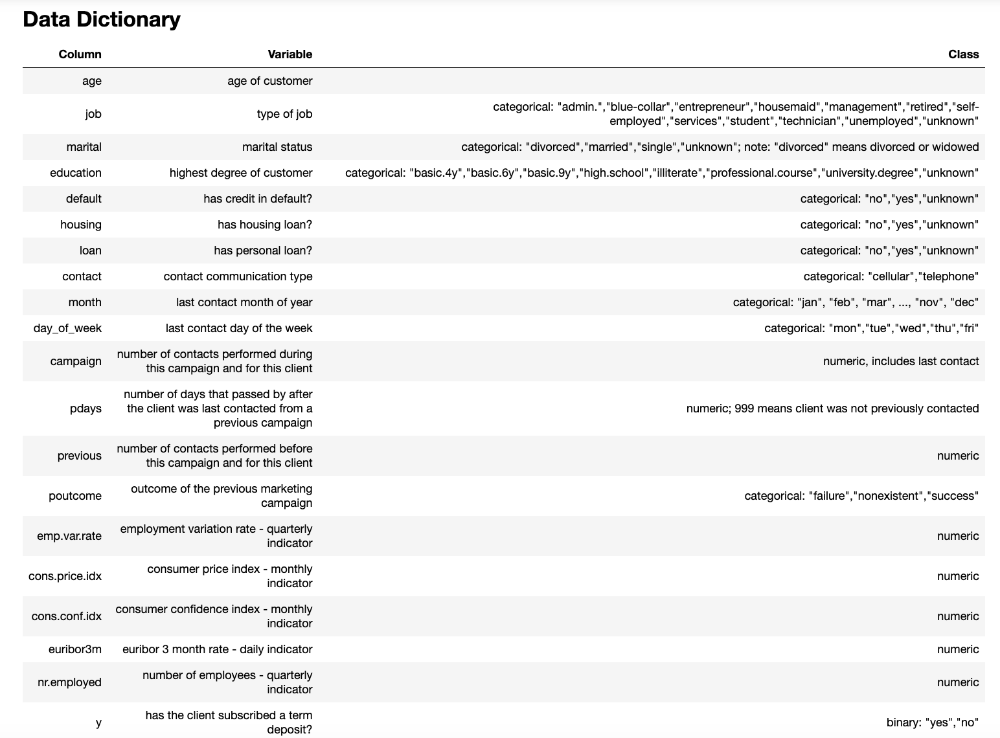 Data Dictionary
Column Variable Class
age age of customer
job type of job categorical: "admin.","blue-collar","entrepreneur","housemaid","management","retired","self-
employed","services","student","technician","unemployed","unknown"
marital marital status categorical: "divorced","married","single","unknown"; note: "divorced" means divorced or widowed
education highest degree of customer categorical: "basic.4y","basic.6y","basic.9y","high.school","illiterate","professional.course","university.degree","unknown"
default has credit in default? categorical: "no","yes","unknown"
housing has housing loan? categorical: "no","yes","unknown"
loan has personal loan? categorical: "no","yes","unknown"
contact contact communication type categorical: "cellular","telephone"
month last contact month of year categorical: "jan", "feb", "mar", ..., "nov", "dec"
day_of_week last contact day of the week categorical: "mon","tue","wed","thu","fri"
campaign number of contacts performed during
this campaign and for this client numeric, includes last contact
pdays number of days that passed by after
the client was last contacted from a
previous campaign numeric; 999 means client was not previously contacted
previous number of contacts performed before
this campaign and for this client numeric
poutcome outcome of the previous marketing
campaign categorical: "failure","nonexistent","success"
emp.var.rate employment variation rate - quarterly
indicator numeric
cons.price.idx consumer price index - monthly
indicator numeric
cons.conf.idx consumer confidence index - monthly
indicator numeric
euribor3m euribor 3 month rate - daily indicator numeric
nr.employed number of employees - quarterly
indicator numeric
y has the client subscribed a term
deposit? binary: "yes","no"